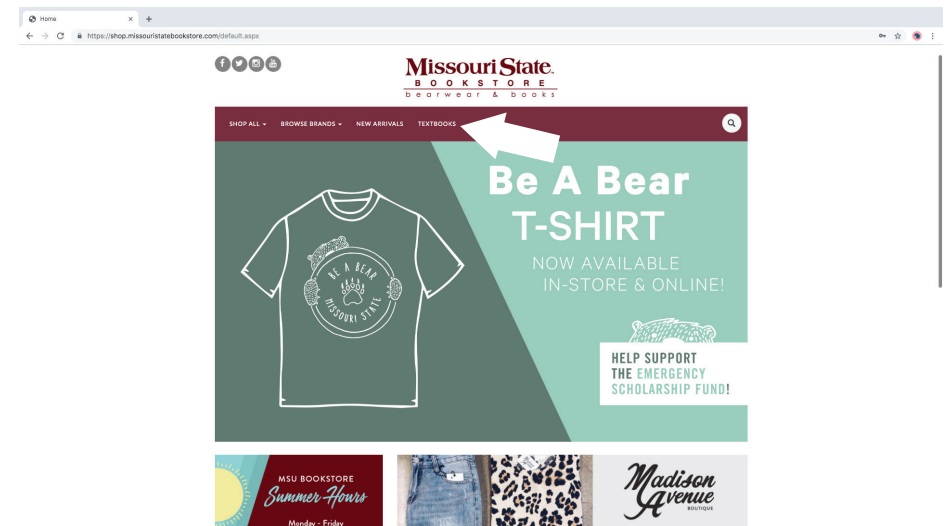 Home
https://shop.missouristatebookstore.com/default.aspx
Missouri State™
BOOKSTORE
bearwear & books
SHOP ALL
BROWSE BRANDS
NEW ARRIVALS
TEXTBOOKS
Be A Bear
T-SHIRT
NOW AVAILABLE
IN-STORE & ONLINE!
BE A BEAR
MISSOURI STATE
HELP SUPPORT
THE EMERGENCY
SCHOLARSHIP FUND!
MSU BOOKSTORE
Summer Hours
Monday - Friday
Madison
Avenue
BOUTIQUE